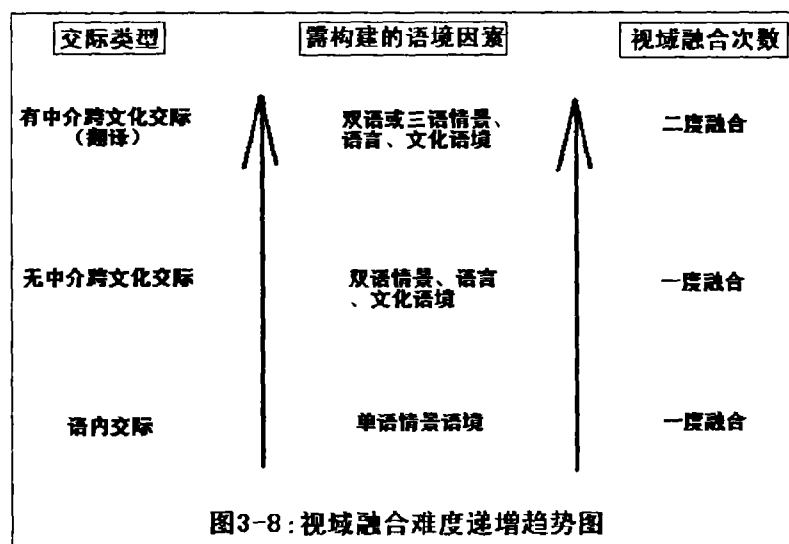 交际类型 需构建的语境因素 视域融合次数
有中介跨文化交际
（翻译）
双语或三语情景、
语言、文化语境
二度融合
无中介跨文化交际
双语情景、语言
、文化语境
一度融合
语内交际 单语情景语境 一度融合
图3-8:视域融合难度递增趋势图